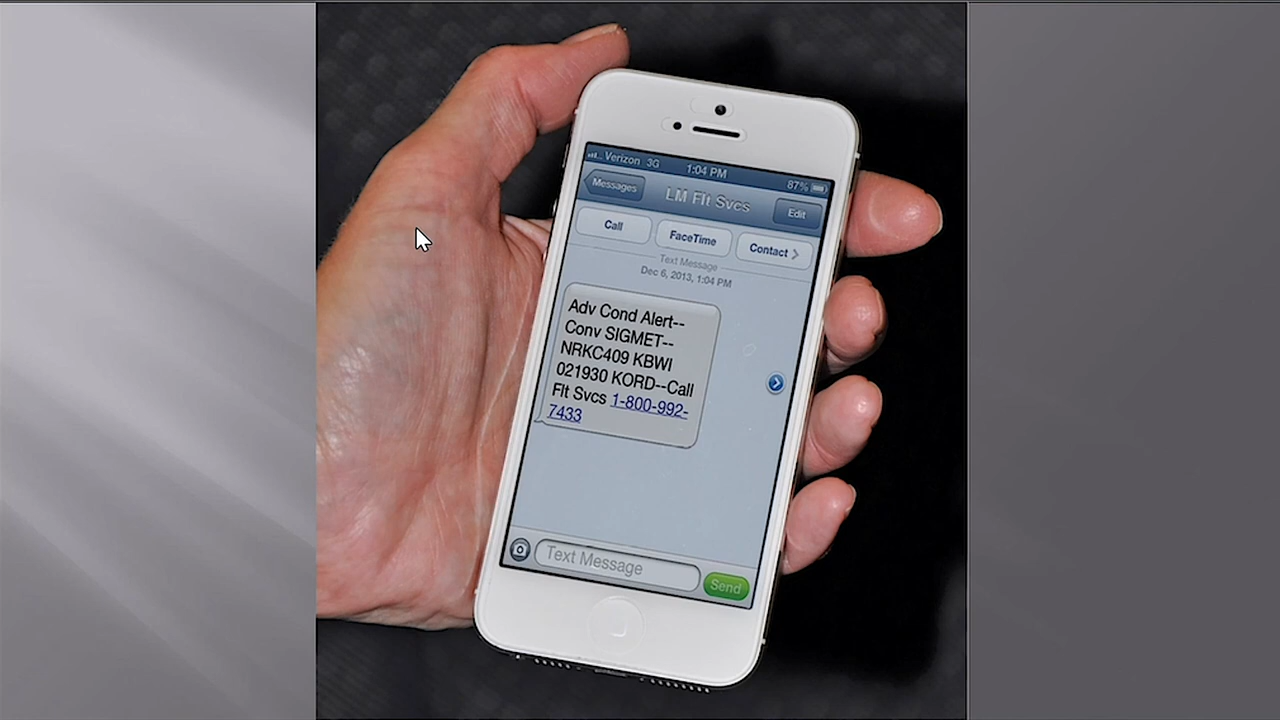 Verizon 3G 1:04 PM 87%
Messages LM Flt Svcs Edit
Call FaceTime Contact
Text Message
Dec 6, 2013, 1:04 PM
Adv Cond Alert--
Conv SIGMET--
NRKC409 KBWI
021930 KORD--Call
Flt Svcs 1-800-992-
7433
Text Message Send